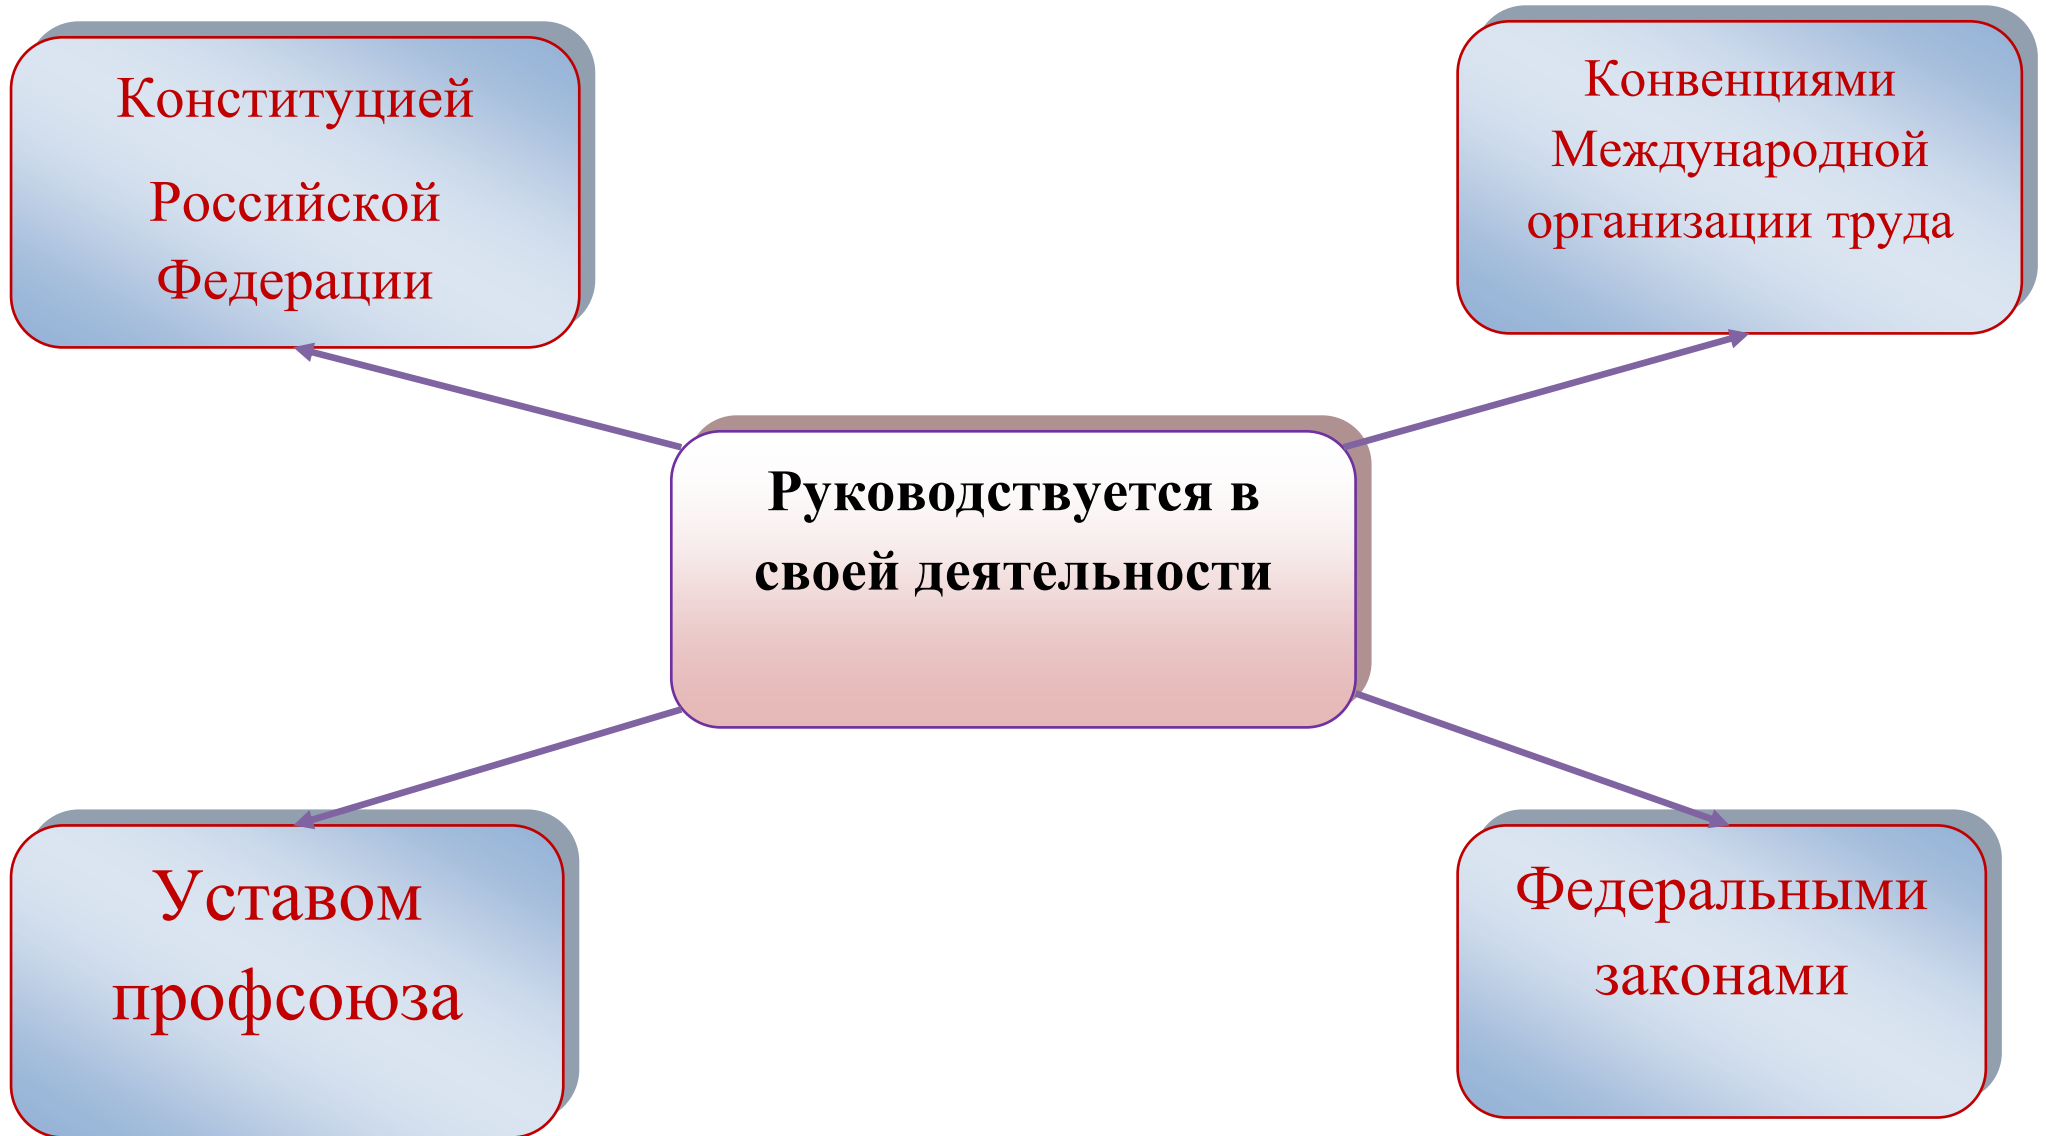 Конституцией
Российской
Федерации
Конвенциями
Международной
организации труда
Руководствуется в
своей деятельности
Уставом
профсоюза
Федеральными
законами